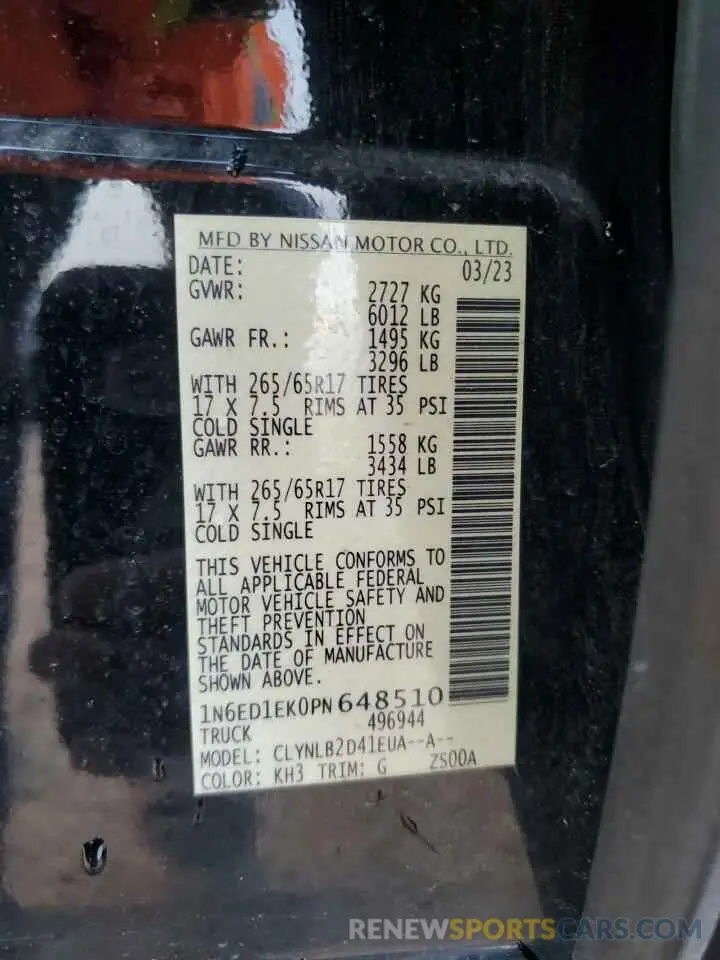 MFD BY NISSAN MOTOR CO., LTD.
DATE: 03/23
GVWR: 2727 KG
6012 LB
GAWR FR.: 1495 KG
3296 LB
WITH 265/65R17 TIRES
17 X 7.5 RIMS AT 35 PSI
COLD SINGLE
GAWR RR.: 1558 KG
3434 LB
WITH 265/65R17 TIRES
17 X 7.5 RIMS AT 35 PSI
COLD SINGLE
THIS VEHICLE CONFORMS TO
ALL APPLICABLE FEDERAL
MOTOR VEHICLE SAFETY AND
THEFT PREVENTION
STANDARDS IN EFFECT ON
THE DATE OF MANUFACTURE
SHOWN ABOVE.
1N6ED1EK0PN 648510
TRUCK 496944
MODEL: CLYNLB2D41EUA--A--
COLOR: KH3 TRIM: G ZS00A
RENEWSPORTSCARS.COM